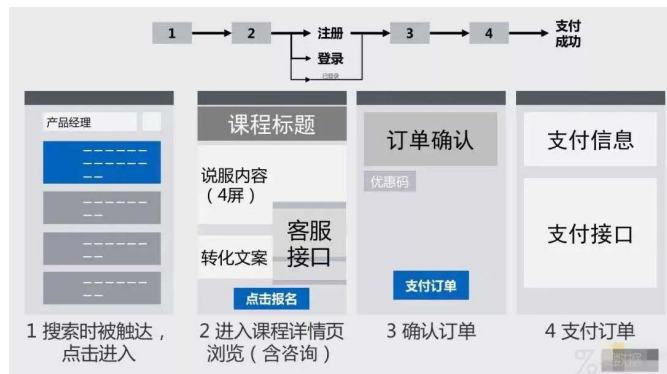 1
2
注册
登录
已登录
3
4
支付
成功
产品经理
课程标题
说服内容
（4屏）
客服
接口
转化文案
点击报名
订单确认
优惠码
支付订单
支付信息
支付接口
1 搜索时被触达，
点击进入
2 进入课程详情页
浏览（含咨询）
3 确认订单
4 支付订单